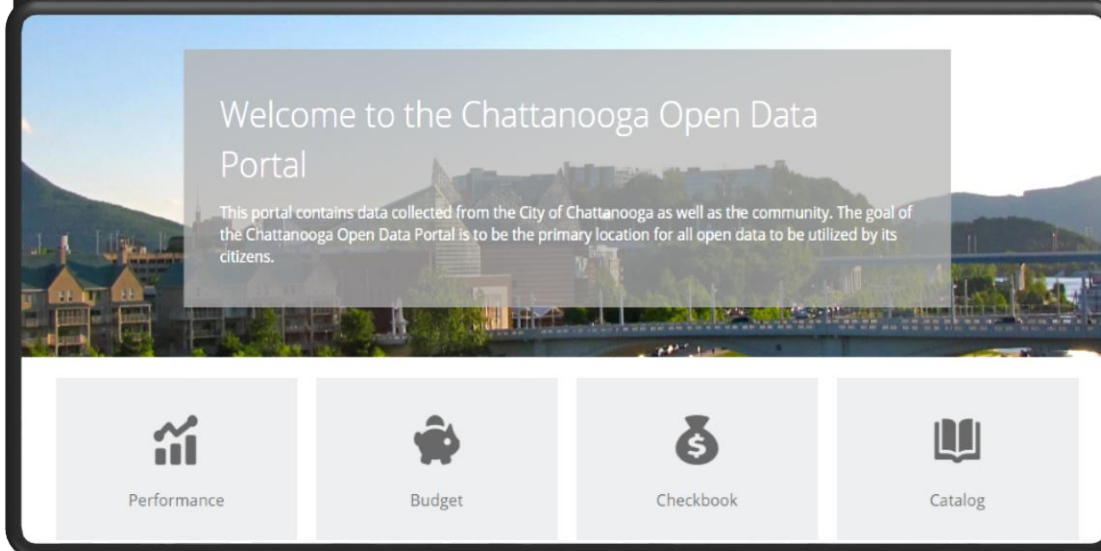 Welcome to the Chattanooga Open Data
Portal
This portal contains data collected from the City of Chattanooga as well as the community. The goal of
the Chattanooga Open Data Portal is to be the primary location for all open data to be utilized by its
citizens.
Performance
Budget
Checkbook
Catalog